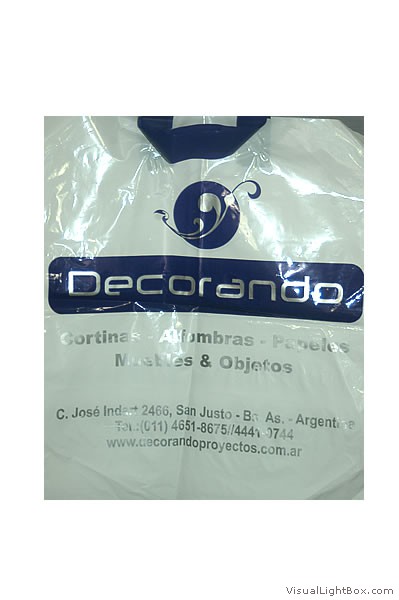 Decorando
Cortinas - Alfombras - Papeles
Muebles & Objetos
C. José Indart 2466, San Justo - Bs. As. - Argentina
Tel.:(011) 4651-8675//4441-0744
www.decorandoproyectos.com.ar
VisualLightBox.com